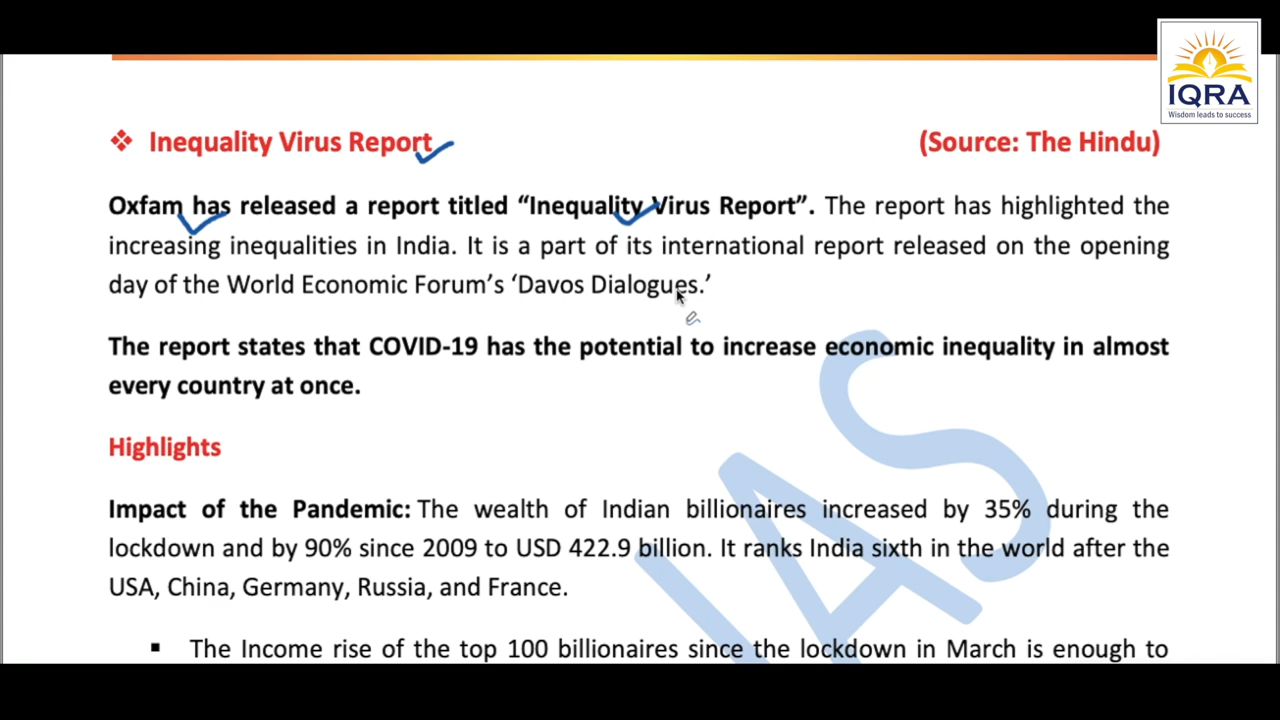 IQRA
Wisdom leads to success
❖ Inequality Virus Report (Source: The Hindu)
Oxfam has released a report titled “Inequality Virus Report”. The report has highlighted the
increasing inequalities in India. It is a part of its international report released on the opening
day of the World Economic Forum’s ‘Davos Dialogues.’
The report states that COVID-19 has the potential to increase economic inequality in almost
every country at once.
Highlights
Impact of the Pandemic: The wealth of Indian billionaires increased by 35% during the
lockdown and by 90% since 2009 to USD 422.9 billion. It ranks India sixth in the world after the
USA, China, Germany, Russia, and France.
▪ The Income rise of the top 100 billionaires since the lockdown in March is enough to
IAS